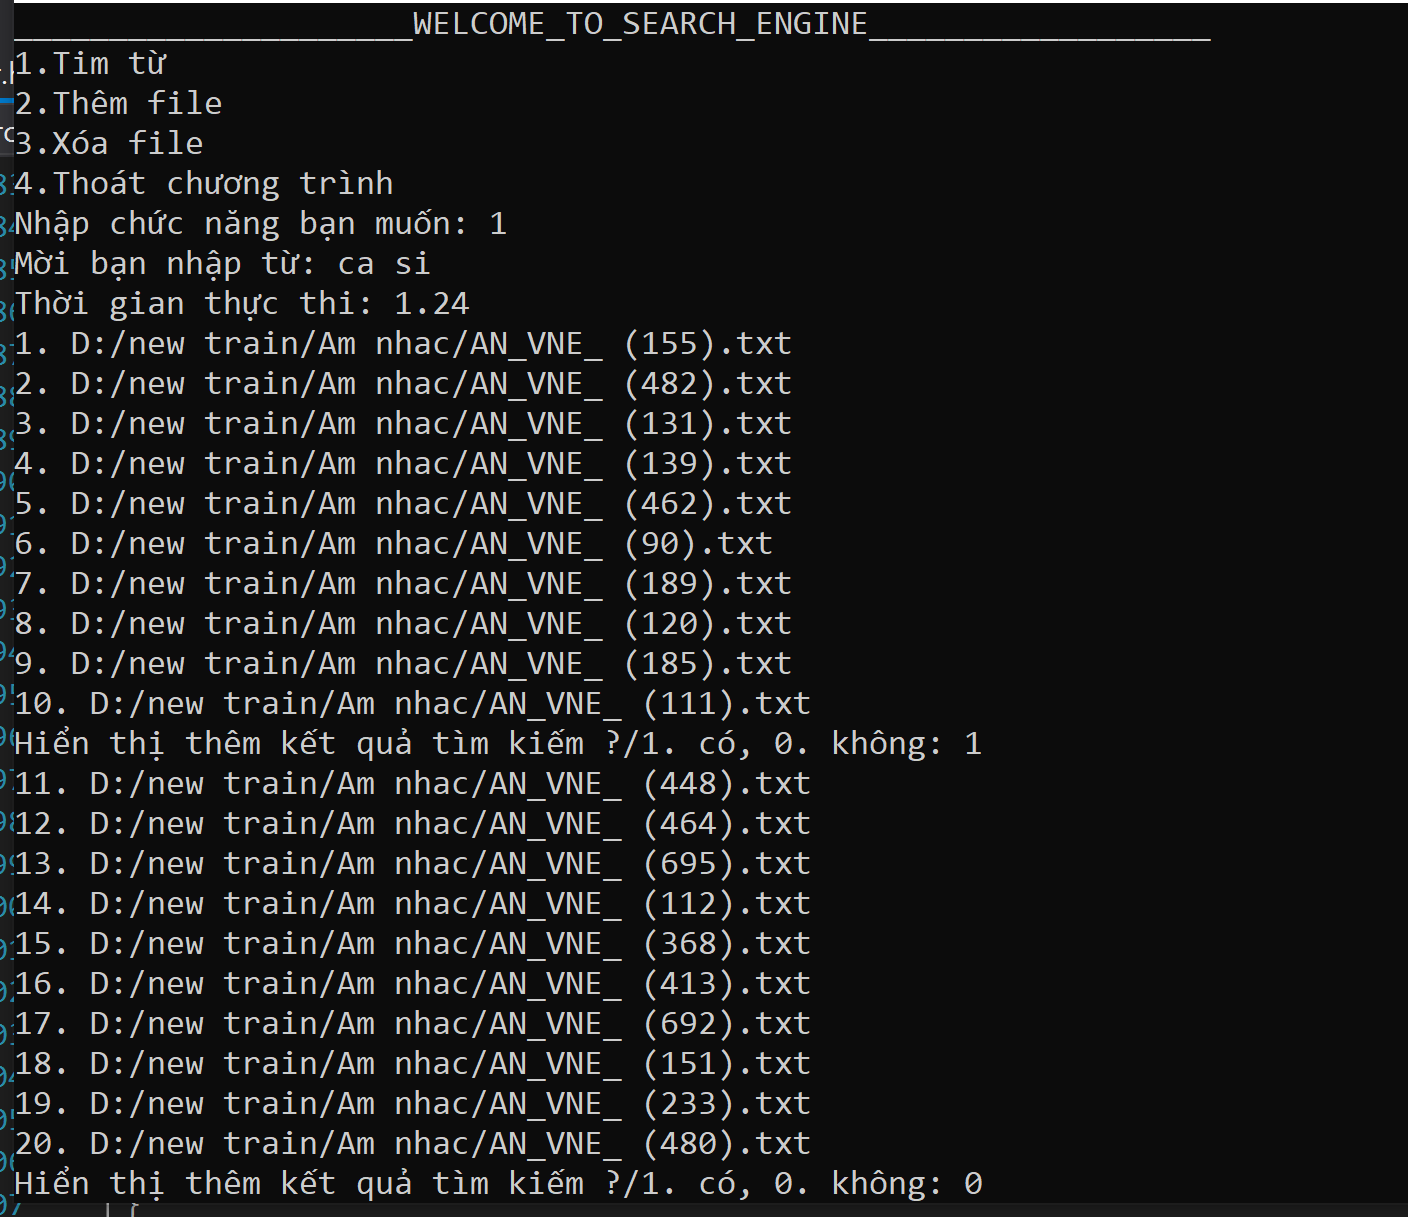 _____________________WELCOME_TO_SEARCH_ENGINE__________________
1.Tim từ
2.Thêm file
3.Xóa file
4.Thoát chương trình
Nhập chức năng bạn muốn: 1
Mời bạn nhập từ: ca si
Thời gian thực thi: 1.24
1. D:/new train/Am nhac/AN_VNE_ (155).txt
2. D:/new train/Am nhac/AN_VNE_ (482).txt
3. D:/new train/Am nhac/AN_VNE_ (131).txt
4. D:/new train/Am nhac/AN_VNE_ (139).txt
5. D:/new train/Am nhac/AN_VNE_ (462).txt
6. D:/new train/Am nhac/AN_VNE_ (90).txt
7. D:/new train/Am nhac/AN_VNE_ (189).txt
8. D:/new train/Am nhac/AN_VNE_ (120).txt
9. D:/new train/Am nhac/AN_VNE_ (185).txt
10. D:/new train/Am nhac/AN_VNE_ (111).txt
Hiển thị thêm kết quả tìm kiếm ?/1. có, 0. không: 1
11. D:/new train/Am nhac/AN_VNE_ (448).txt
12. D:/new train/Am nhac/AN_VNE_ (464).txt
13. D:/new train/Am nhac/AN_VNE_ (695).txt
14. D:/new train/Am nhac/AN_VNE_ (112).txt
15. D:/new train/Am nhac/AN_VNE_ (368).txt
16. D:/new train/Am nhac/AN_VNE_ (413).txt
17. D:/new train/Am nhac/AN_VNE_ (692).txt
18. D:/new train/Am nhac/AN_VNE_ (151).txt
19. D:/new train/Am nhac/AN_VNE_ (233).txt
20. D:/new train/Am nhac/AN_VNE_ (480).txt
Hiển thị thêm kết quả tìm kiếm ?/1. có, 0. không: 0